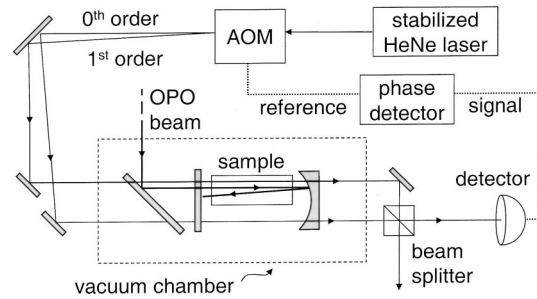 0th order
1st order
AOM
stabilized
HeNe laser
phase
detector
reference
signal
OPO
beam
sample
detector
beam
splitter
vacuum chamber